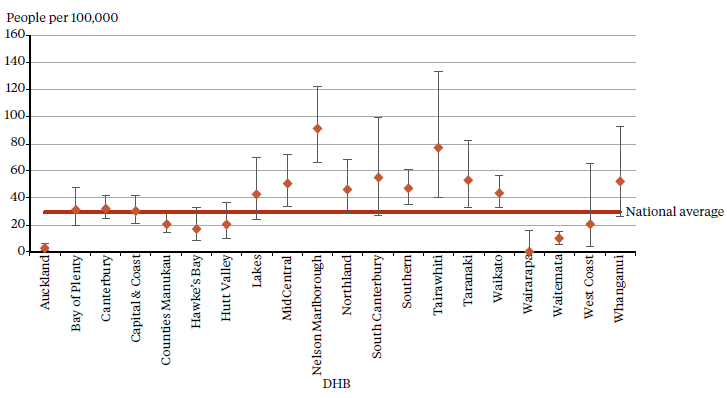 People per 100,000
160
140
120
100
80
60
40
20
0
National average
Auckland
Bay of Plenty
Canterbury
Capital & Coast
Counties Manukau
Hawke's Bay
Hutt Valley
Lakes
MidCentral
Nelson Marlborough
Northland
South Canterbury
Southern
Tairawhiti
Taranaki
Waikato
Wairarapa
Waitemata
West Coast
Whanganui
DHB